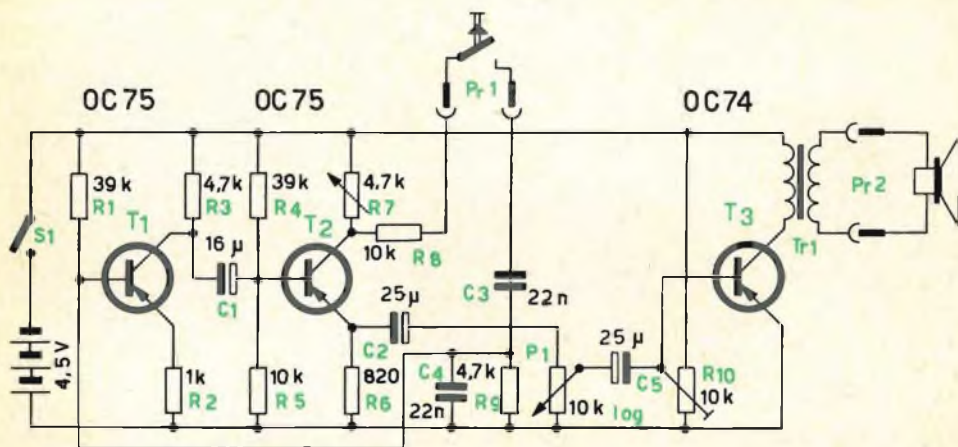 OC75
OC75
OC74
Pr 1
39k
R1
4,7k
R3
39k
R4
4,7k
R7
Pr2
S1
T1
T2
T3
Tr1
16µ
C1
10k
R8
C3
22n
25µ
C2
P1
25µ
C5
4,5V
1k
R2
10k
R5
820
R6
C4
22n
4,7k
R9
10k
log
R10
10k